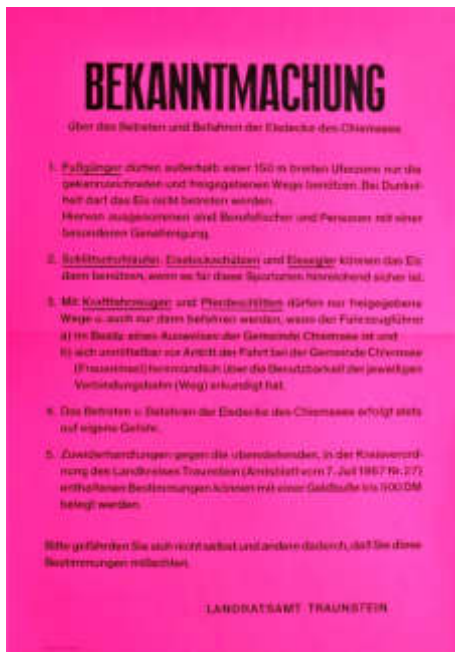 BEKANNTMACHUNG
über das Betreten und Befahren der Eisdecke des Chiemsees
1. Fußgänger dürfen außerhalb einer 150 m breiten Uferzone nur die
gekennzeichneten und freigegebenen Wege benützen. Bei Dunkel-
heit darf das Eis nicht betreten werden.
Hiervon ausgenommen sind Berufsfischer und Personen mit einer
besonderen Genehmigung.
2. Schlittschuhläufer, Eisstockschützen und Eissegler können das Eis
dann benützen, wenn es für diese Sportarten hinreichend sicher ist.
3. Mit Kraftfahrzeugen und Pferdeschlitten dürfen nur freigegebene
Wege u. auch nur dann befahren werden, wenn der Fahrzeugführer
a) im Besitz eines Ausweises der Gemeinde Chiemsee ist und
b) sich unmittelbar vor Antritt der Fahrt bei der Gemeinde Chiemsee
(Fraueninsel) fernmündlich über die Benutzbarkeit der jeweiligen
Verbindungsbahn (Weg) erkundigt hat.
4. Das Betreten u. Befahren der Eisdecke des Chiemsees erfolgt stets
auf eigene Gefahr.
5. Zuwiderhandlungen gegen die obenstehenden, in der Kreisverord-
nung des Landkreises Traunstein (Amtsblatt vom 7. Juli 1967 Nr. 27)
enthaltenen Bestimmungen können mit einer Geldbuße bis 500 DM
belegt werden.
Bitte gefährden Sie sich nicht selbst und andere dadurch, daß Sie diese
Bestimmungen mißachten.
LANDRATSAMT TRAUNSTEIN